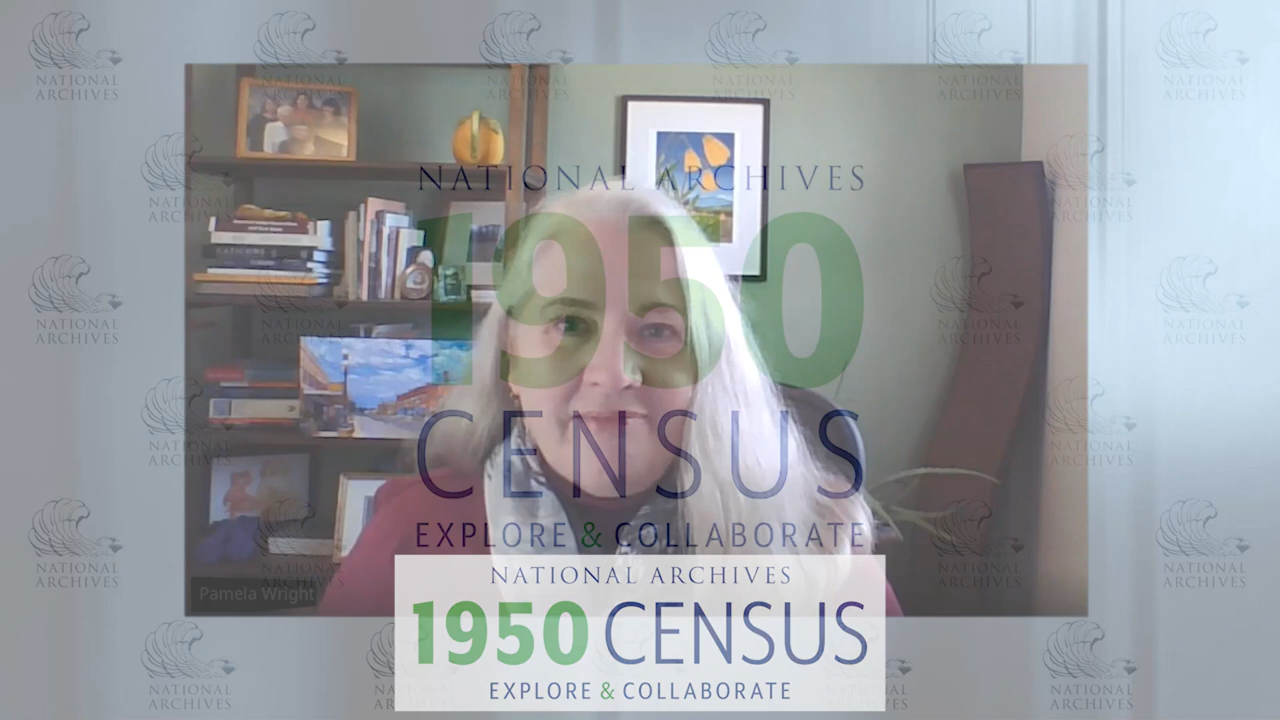 NATIONAL ARCHIVES
1950
CENSUS
EXPLORE & COLLABORATE
Pamela Wright
NATIONAL ARCHIVES
1950 CENSUS
EXPLORE & COLLABORATE
NATIONAL
ARCHIVES